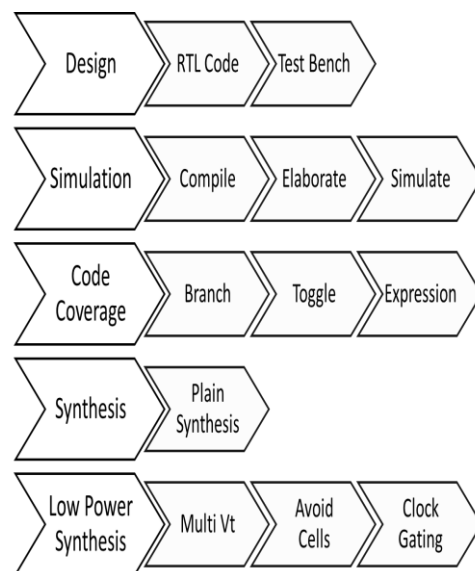 Design
RTL Code
Test Bench
Simulation
Compile
Elaborate
Simulate
Code
Coverage
Branch
Toggle
Expression
Synthesis
Plain
Synthesis
Low Power
Synthesis
Multi Vt
Avoid
Cells
Clock
Gating